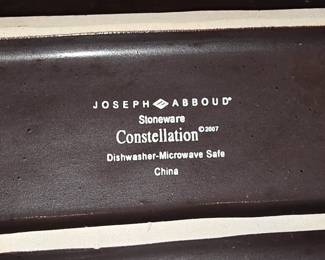 JOSEPH ABBOUD®
Stoneware
Constellation ©2007
Dishwasher-Microwave Safe
China